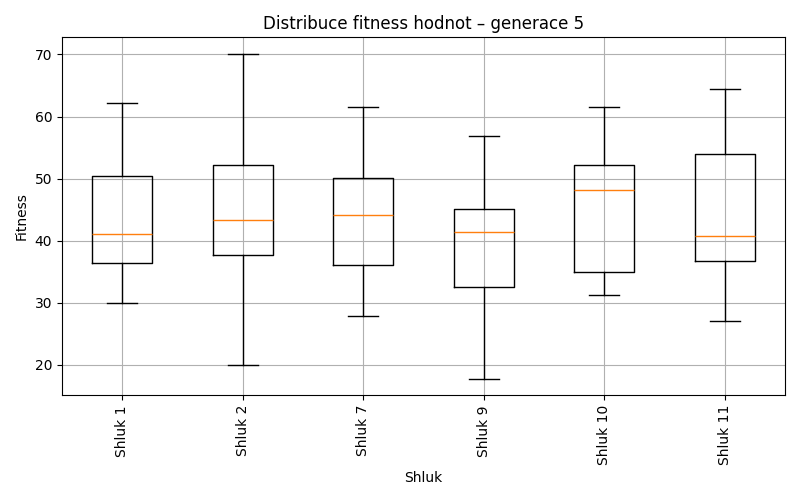 Distribuce fitness hodnot – generace 5
70
60
50
40
30
20
Fitness
Shluk 1
Shluk 2
Shluk 7
Shluk 9
Shluk 10
Shluk 11
Shluk